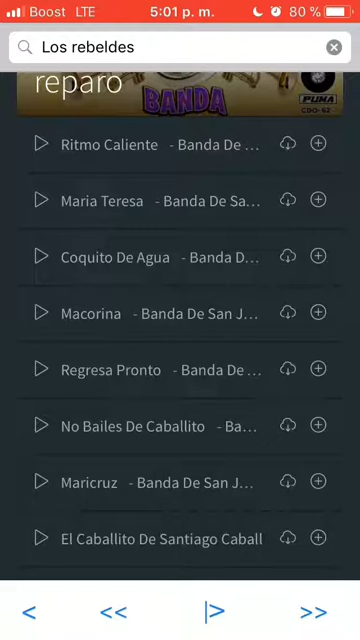 Boost LTE 5:01 p. m. 80 %
Los rebeldes
reparo
BANDA
PUMA
CDO-62
Ritmo Caliente - Banda De ...
Maria Teresa - Banda De Sa...
Coquito De Agua - Banda D...
Macorina - Banda De San J...
Regresa Pronto - Banda De ...
No Bailes De Caballito - Ba...
Maricruz - Banda De San J...
El Caballito De Santiago Caball
< << |> >>